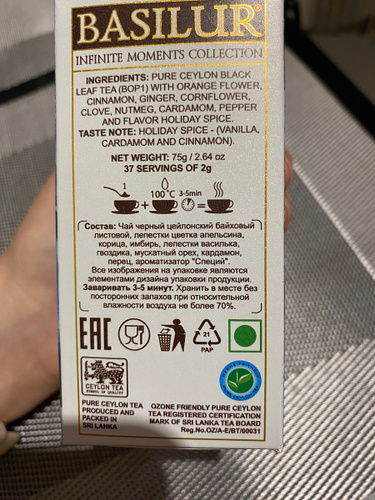 BASILUR®
INFINITE MOMENTS COLLECTION
INGREDIENTS: PURE CEYLON BLACK
LEAF TEA (BOP1) WITH ORANGE FLOWER,
CINNAMON, GINGER, CORNFLOWER,
CLOVE, NUTMEG, CARDAMOM, PEPPER
AND FLAVOR HOLIDAY SPICE.
TASTE NOTE: HOLIDAY SPICE - (VANILLA,
CARDAMOM AND CINNAMON).
NET WEIGHT: 75g / 2.64 oz
37 SERVINGS OF 2g
1 + 100°C 3-5min =
Состав: Чай черный цейлонский байховый
листовой, лепестки цветка апельсина,
корица, имбирь, лепестки василька,
гвоздика, мускатный орех, кардамон,
перец, ароматизатор "Специй".
Все изображения на упаковке являются
элементами дизайна упаковки продукции.
Заваривать 3-5 минут. Хранить в месте без
посторонних запахов при относительной
влажности воздуха не более 70%.
EAC
21
PAP
CEYLON TEA
SYMBOL OF QUALITY
PURE CEYLON TEA
PRODUCED AND
PACKED IN
SRI LANKA
OZONE FRIENDLY PURE CEYLON
TEA REGISTERED CERTIFICATION
MARK OF SRI LANKA TEA BOARD
Reg.No.OZ/A-E/BT/00031